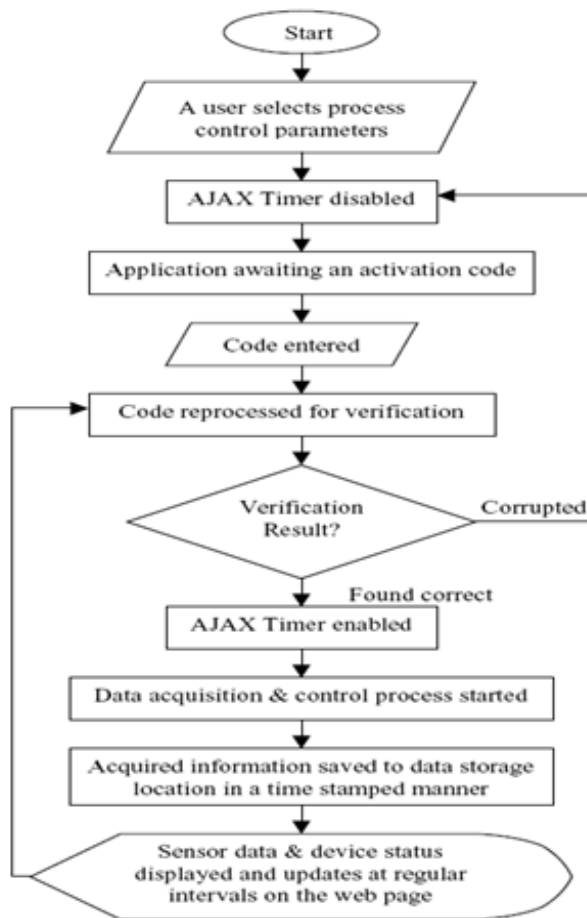 Start
A user selects process
control parameters
AJAX Timer disabled
Application awaiting an activation code
Code entered
Code reprocessed for verification
Verification
Result?
Corrupted
Found correct
AJAX Timer enabled
Data acquisition & control process started
Acquired information saved to data storage
location in a time stamped manner
Sensor data & device status
displayed and updates at regular
intervals on the web page